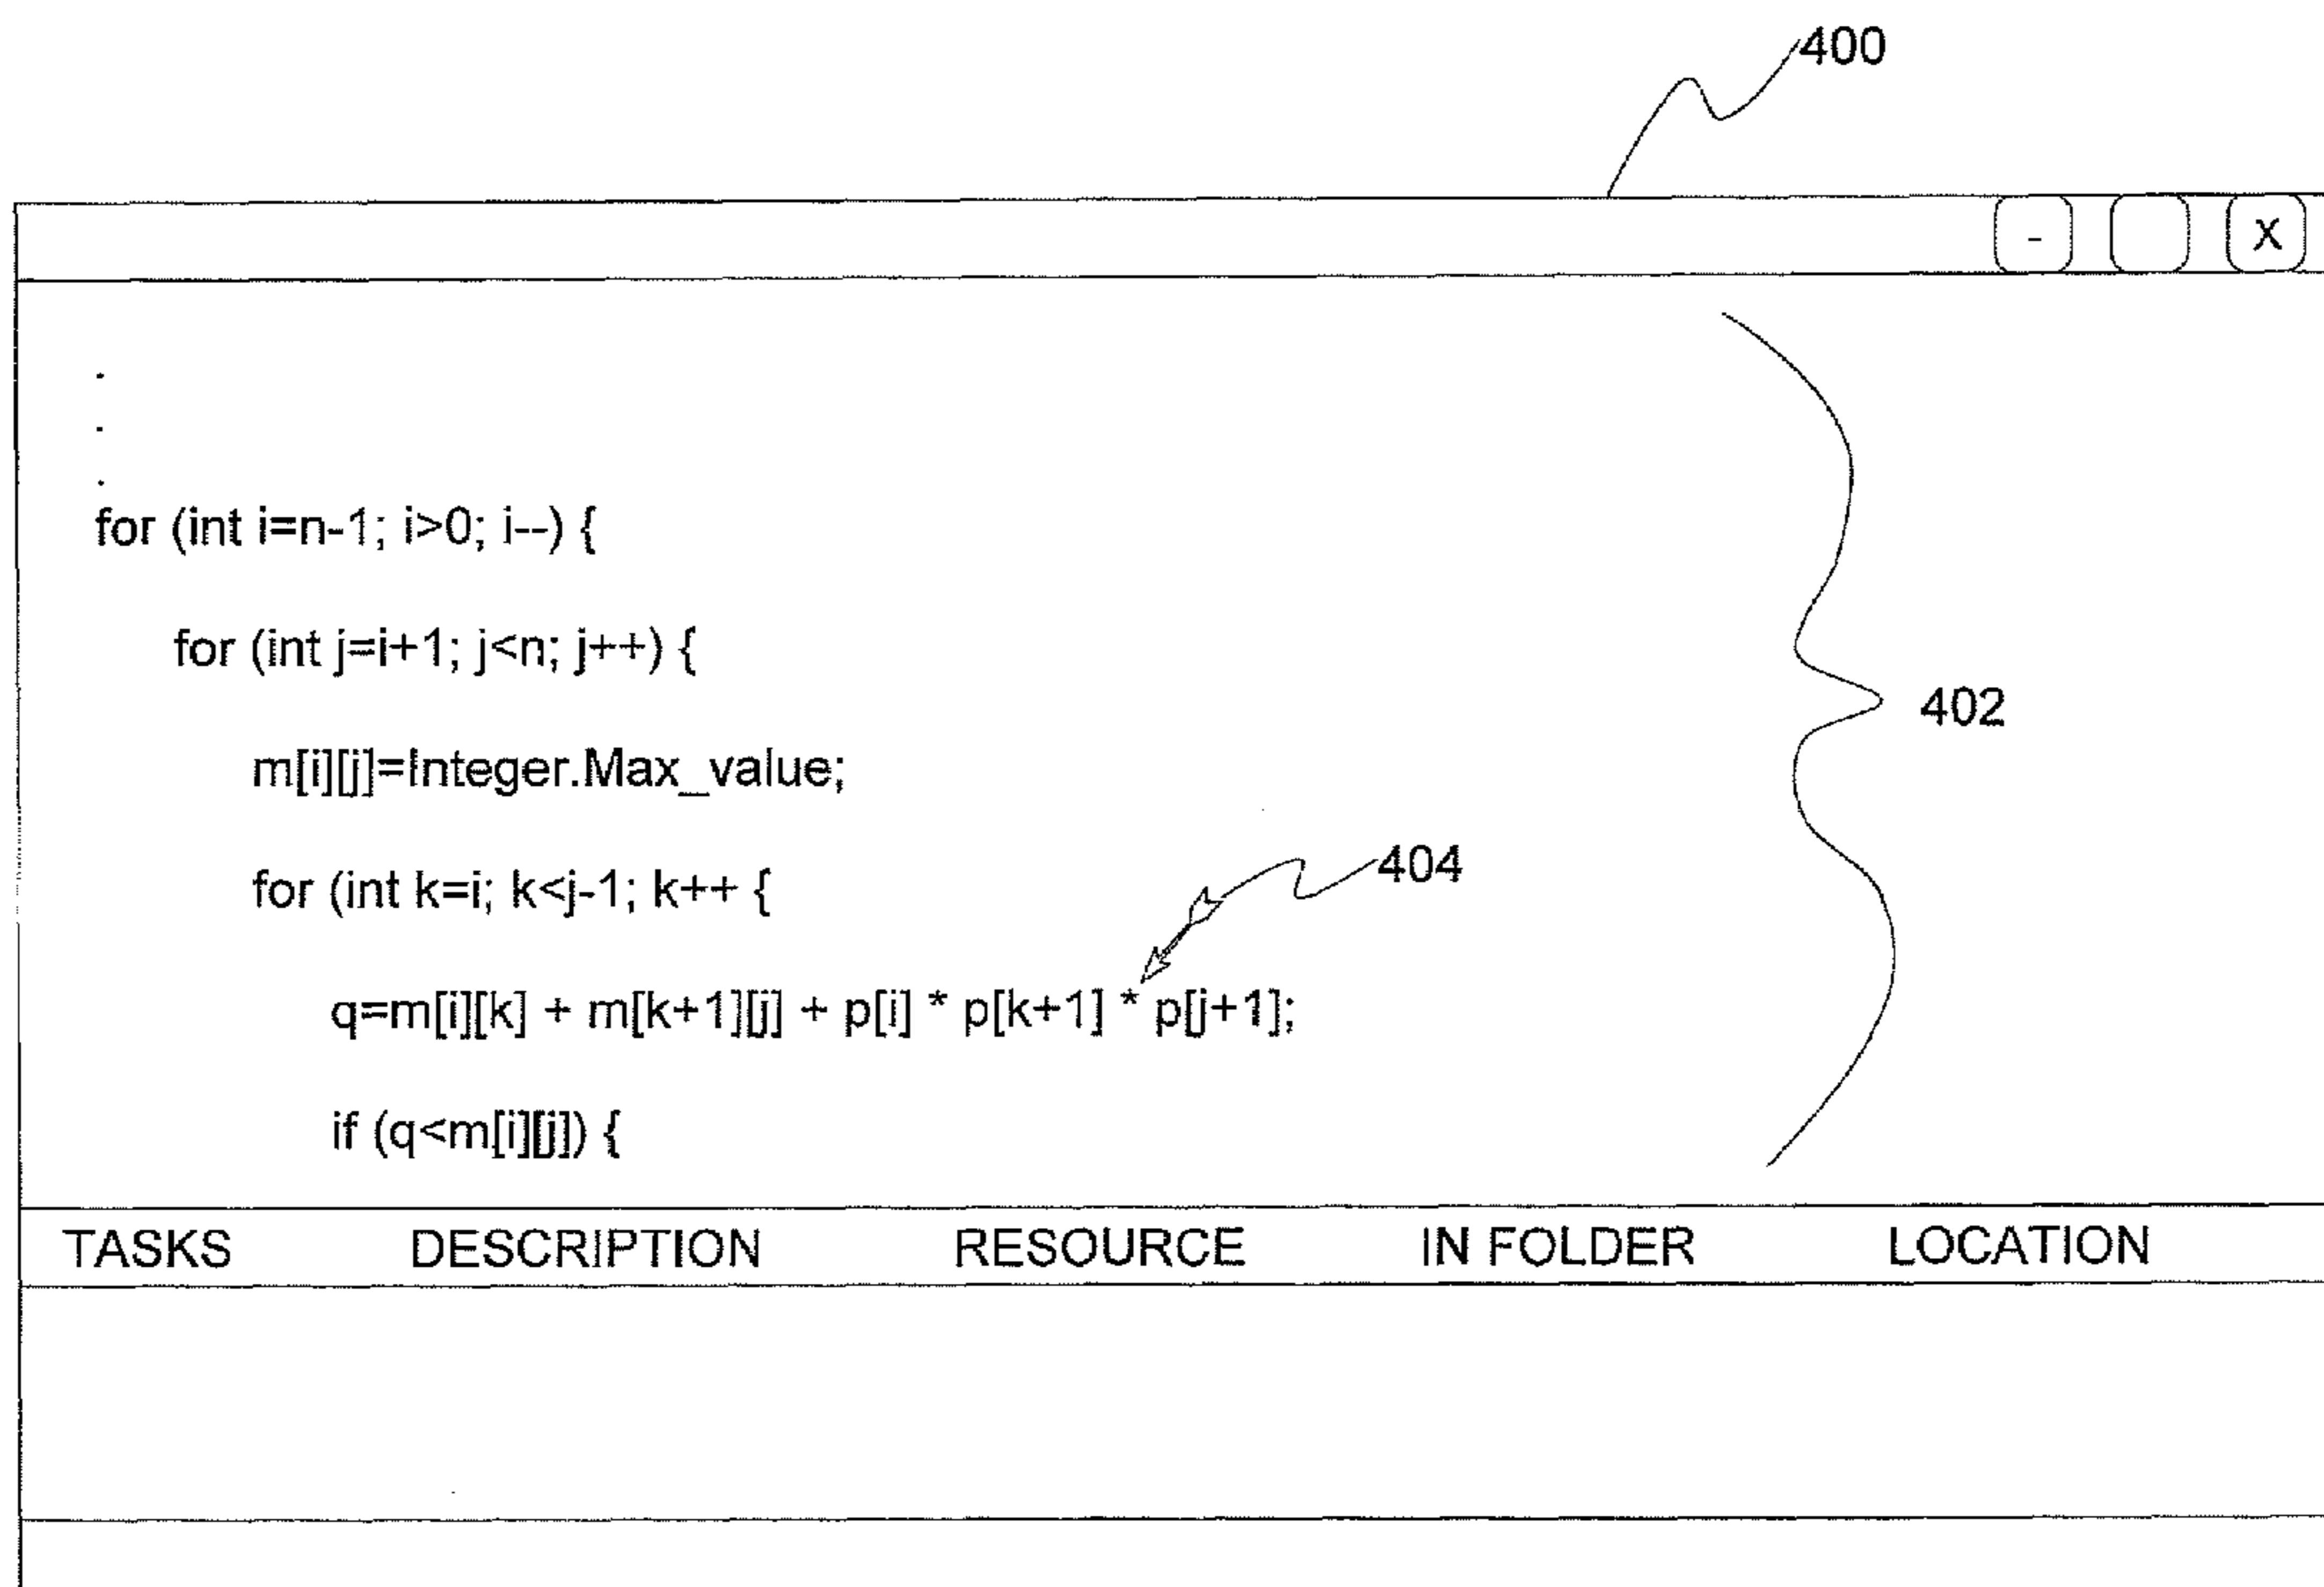 400
- X
.
.
.
for (int i=n-1; i>0; i--) {
for (int j=i+1; j<n; j++) {
402
m[i][j]=Integer.Max_value;
404
for (int k=i; k<j-1; k++ {
q=m[i][k] + m[k+1][j] + p[i] * p[k+1] * p[j+1];
if (q<m[i][j]) {
TASKS DESCRIPTION RESOURCE IN FOLDER LOCATION